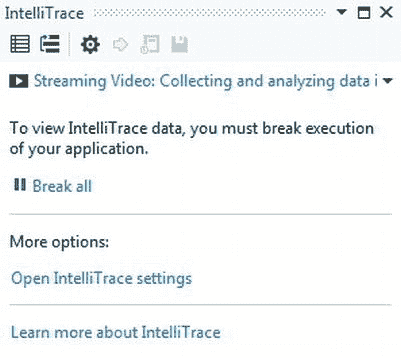 IntelliTrace
Streaming Video: Collecting and analyzing data i
To view IntelliTrace data, you must break execution
of your application.
Break all
More options:
Open IntelliTrace settings
Learn more about IntelliTrace